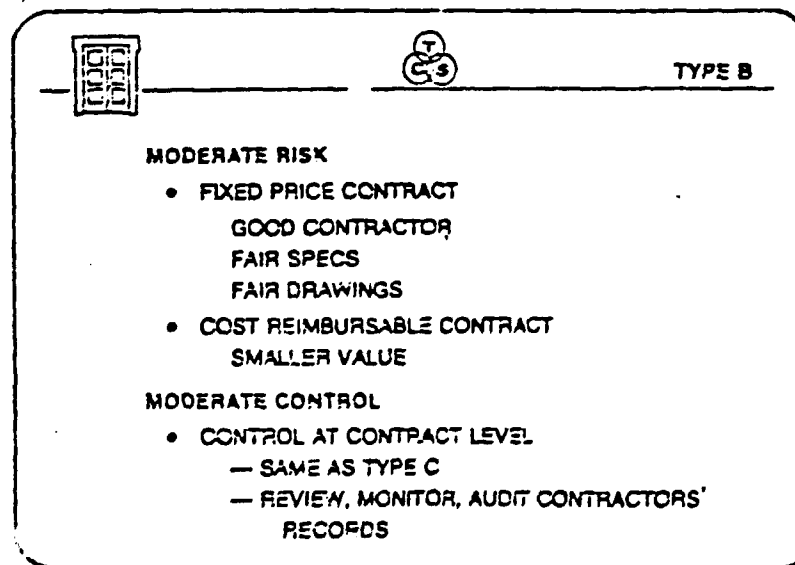 T
C S
TYPE B
MODERATE RISK
• FIXED PRICE CONTRACT
GOOD CONTRACTOR
FAIR SPECS
FAIR DRAWINGS
• COST REIMBURSABLE CONTRACT
SMALLER VALUE
MODERATE CONTROL
• CONTROL AT CONTRACT LEVEL
— SAME AS TYPE C
— REVIEW, MONITOR, AUDIT CONTRACTORS'
RECORDS